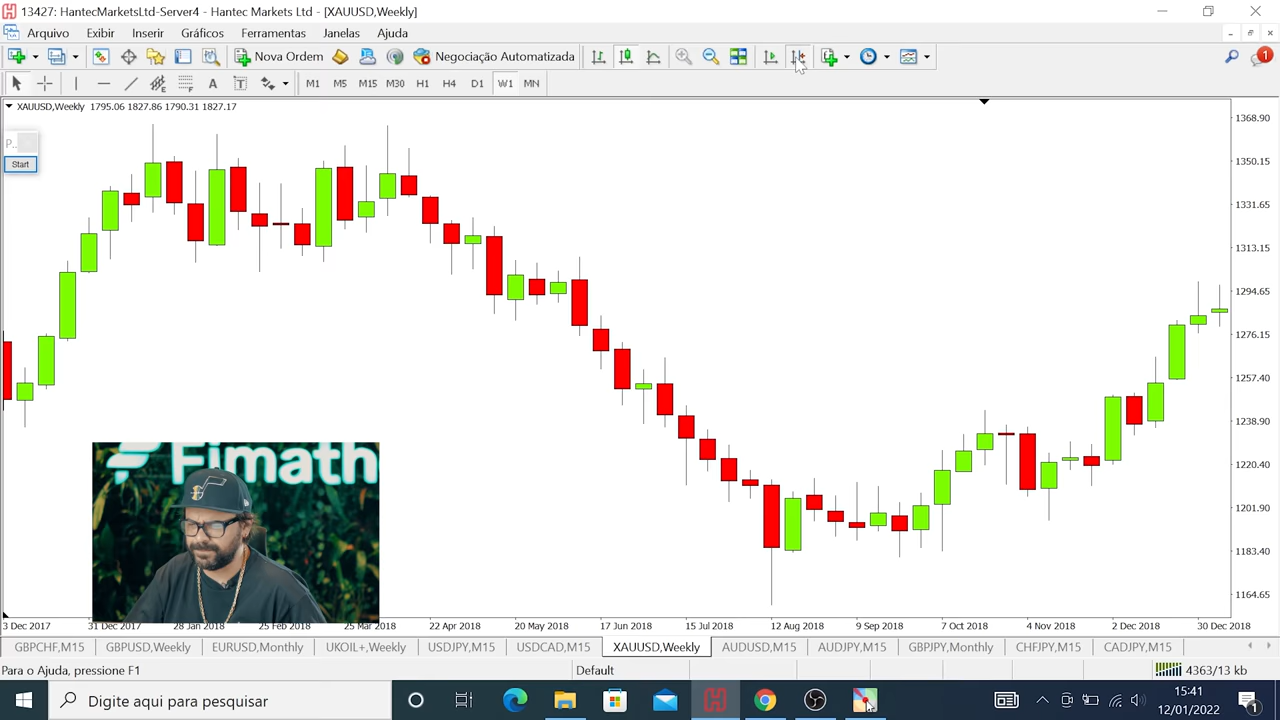 13427: HantecMarketsLtd-Server4 - Hantec Markets Ltd - [XAUUSD,Weekly]
Arquivo Exibir Inserir Gráficos Ferramentas Janelas Ajuda
Nova Ordem Negociação Automatizada 1
A T M1 M5 M15 M30 H1 H4 D1 W1 MN
XAUUSD,Weekly 1795.06 1827.86 1790.31 1827.17
P...
Start
1368.90
1350.15
1331.65
1313.15
1294.65
1276.15
1257.40
1238.90
1220.40
1201.90
1183.40
1164.65
Fimath
3 Dec 2017 31 Dec 2017 28 Jan 2018 25 Feb 2018 25 Mar 2018 22 Apr 2018 20 May 2018 17 Jun 2018 15 Jul 2018 12 Aug 2018 9 Sep 2018 7 Oct 2018 4 Nov 2018 2 Dec 2018 30 Dec 2018
GBPCHF,M15 GBPUSD,Weekly EURUSD,Monthly UKOIL+,Weekly USDJPY,M15 USDCAD,M15 XAUUSD,Weekly AUDUSD,M15 AUDJPY,M15 GBPJPY,Monthly CHFJPY,M15 CADJPY,M15
Para o Ajuda, pressione F1 Default 4363/13 kb
Digite aqui para pesquisar 15:41
12/01/2022 1